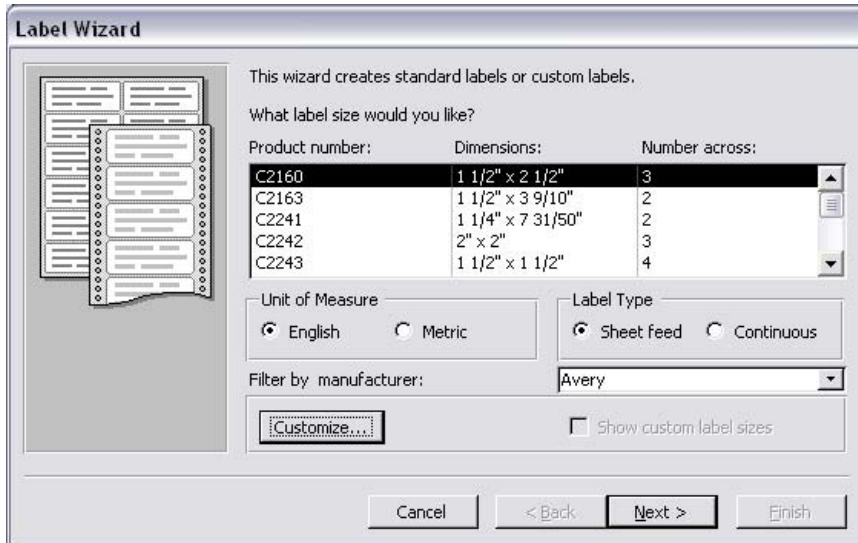 Label Wizard
This wizard creates standard labels or custom labels.
What label size would you like?
Product number: Dimensions: Number across:
C2160 1 1/2" x 2 1/2" 3
C2163 1 1/2" x 3 9/10" 2
C2241 1 1/4" x 7 31/50" 2
C2242 2" x 2" 3
C2243 1 1/2" x 1 1/2" 4
Unit of Measure Label Type
English Metric Sheet feed Continuous
Filter by manufacturer: Avery
Customize... Show custom label sizes
Cancel < Back Next > Finish